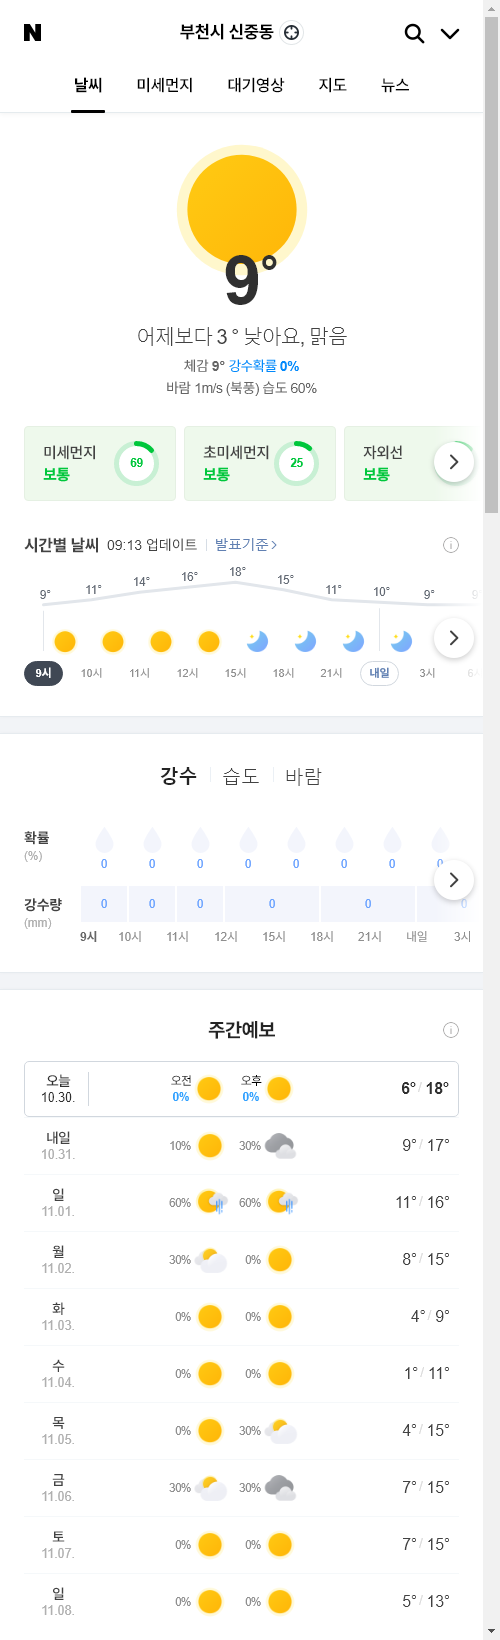 N
부천시 신중동
날씨 미세먼지 대기영상 지도 뉴스
9°
어제보다 3 ° 낮아요, 맑음
체감 9° 강수확률 0%
바람 1m/s (북풍) 습도 60%
미세먼지 보통 69
초미세먼지 보통 25
자외선 보통
시간별 날씨 09:13 업데이트 발표기준
9° 11° 14° 16° 18° 15° 11° 10° 9° 9
9시 10시 11시 12시 15시 18시 21시 내일 3시
강수 습도 바람
확률
(%)
0 0 0 0 0 0 0 0
강수량
(mm)
0 0 0 0 0 0
9시 10시 11시 12시 15시 18시 21시 내일 3시
주간예보
오늘 10.30. 오전 0% 오후 0% 6° / 18°
내일 10.31. 10% 30% 9° / 17°
일 11.01. 60% 60% 11° / 16°
월 11.02. 30% 0% 8° / 15°
화 11.03. 0% 0% 4° / 9°
수 11.04. 0% 0% 1° / 11°
목 11.05. 0% 30% 4° / 15°
금 11.06. 30% 30% 7° / 15°
토 11.07. 0% 0% 7° / 15°
일 11.08. 0% 0% 5° / 13°